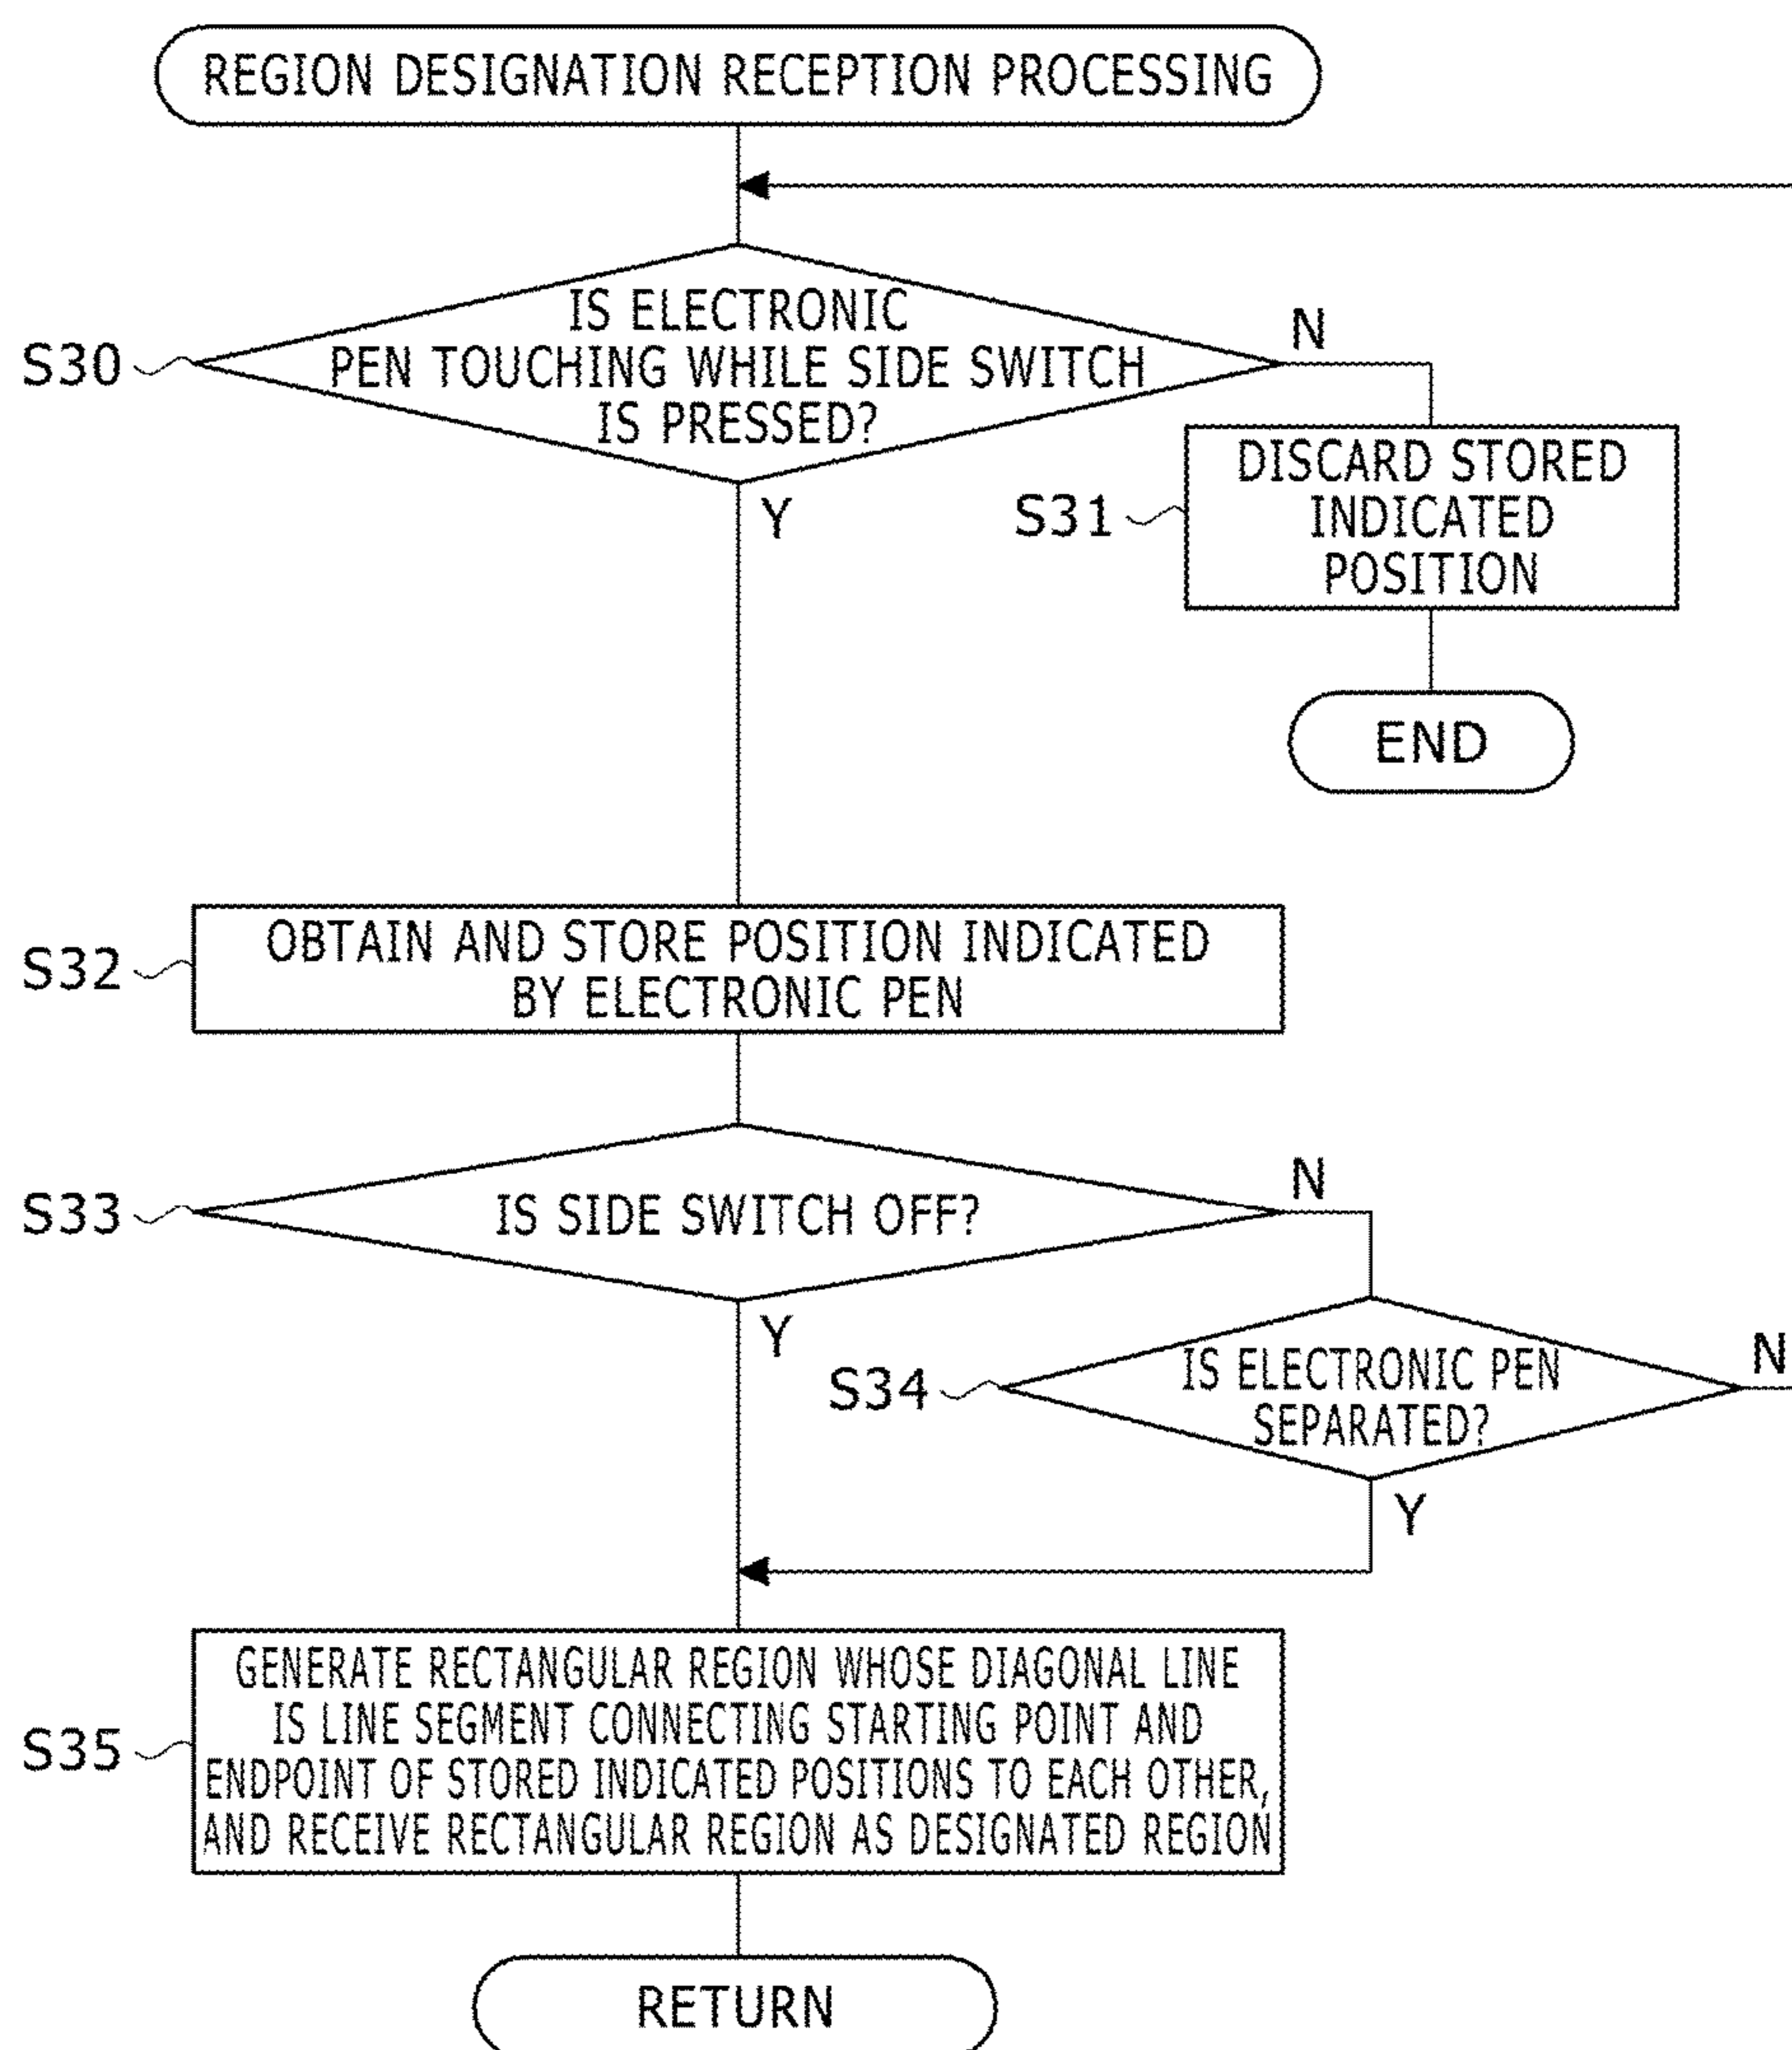 REGION DESIGNATION RECEPTION PROCESSING
S30
IS ELECTRONIC
PEN TOUCHING WHILE SIDE SWITCH
IS PRESSED?
N
Y
S31
DISCARD STORED
INDICATED
POSITION
END
S32
OBTAIN AND STORE POSITION INDICATED
BY ELECTRONIC PEN
S33
IS SIDE SWITCH OFF?
N
Y
S34
IS ELECTRONIC PEN
SEPARATED?
N
Y
S35
GENERATE RECTANGULAR REGION WHOSE DIAGONAL LINE
IS LINE SEGMENT CONNECTING STARTING POINT AND
ENDPOINT OF STORED INDICATED POSITIONS TO EACH OTHER,
AND RECEIVE RECTANGULAR REGION AS DESIGNATED REGION
RETURN